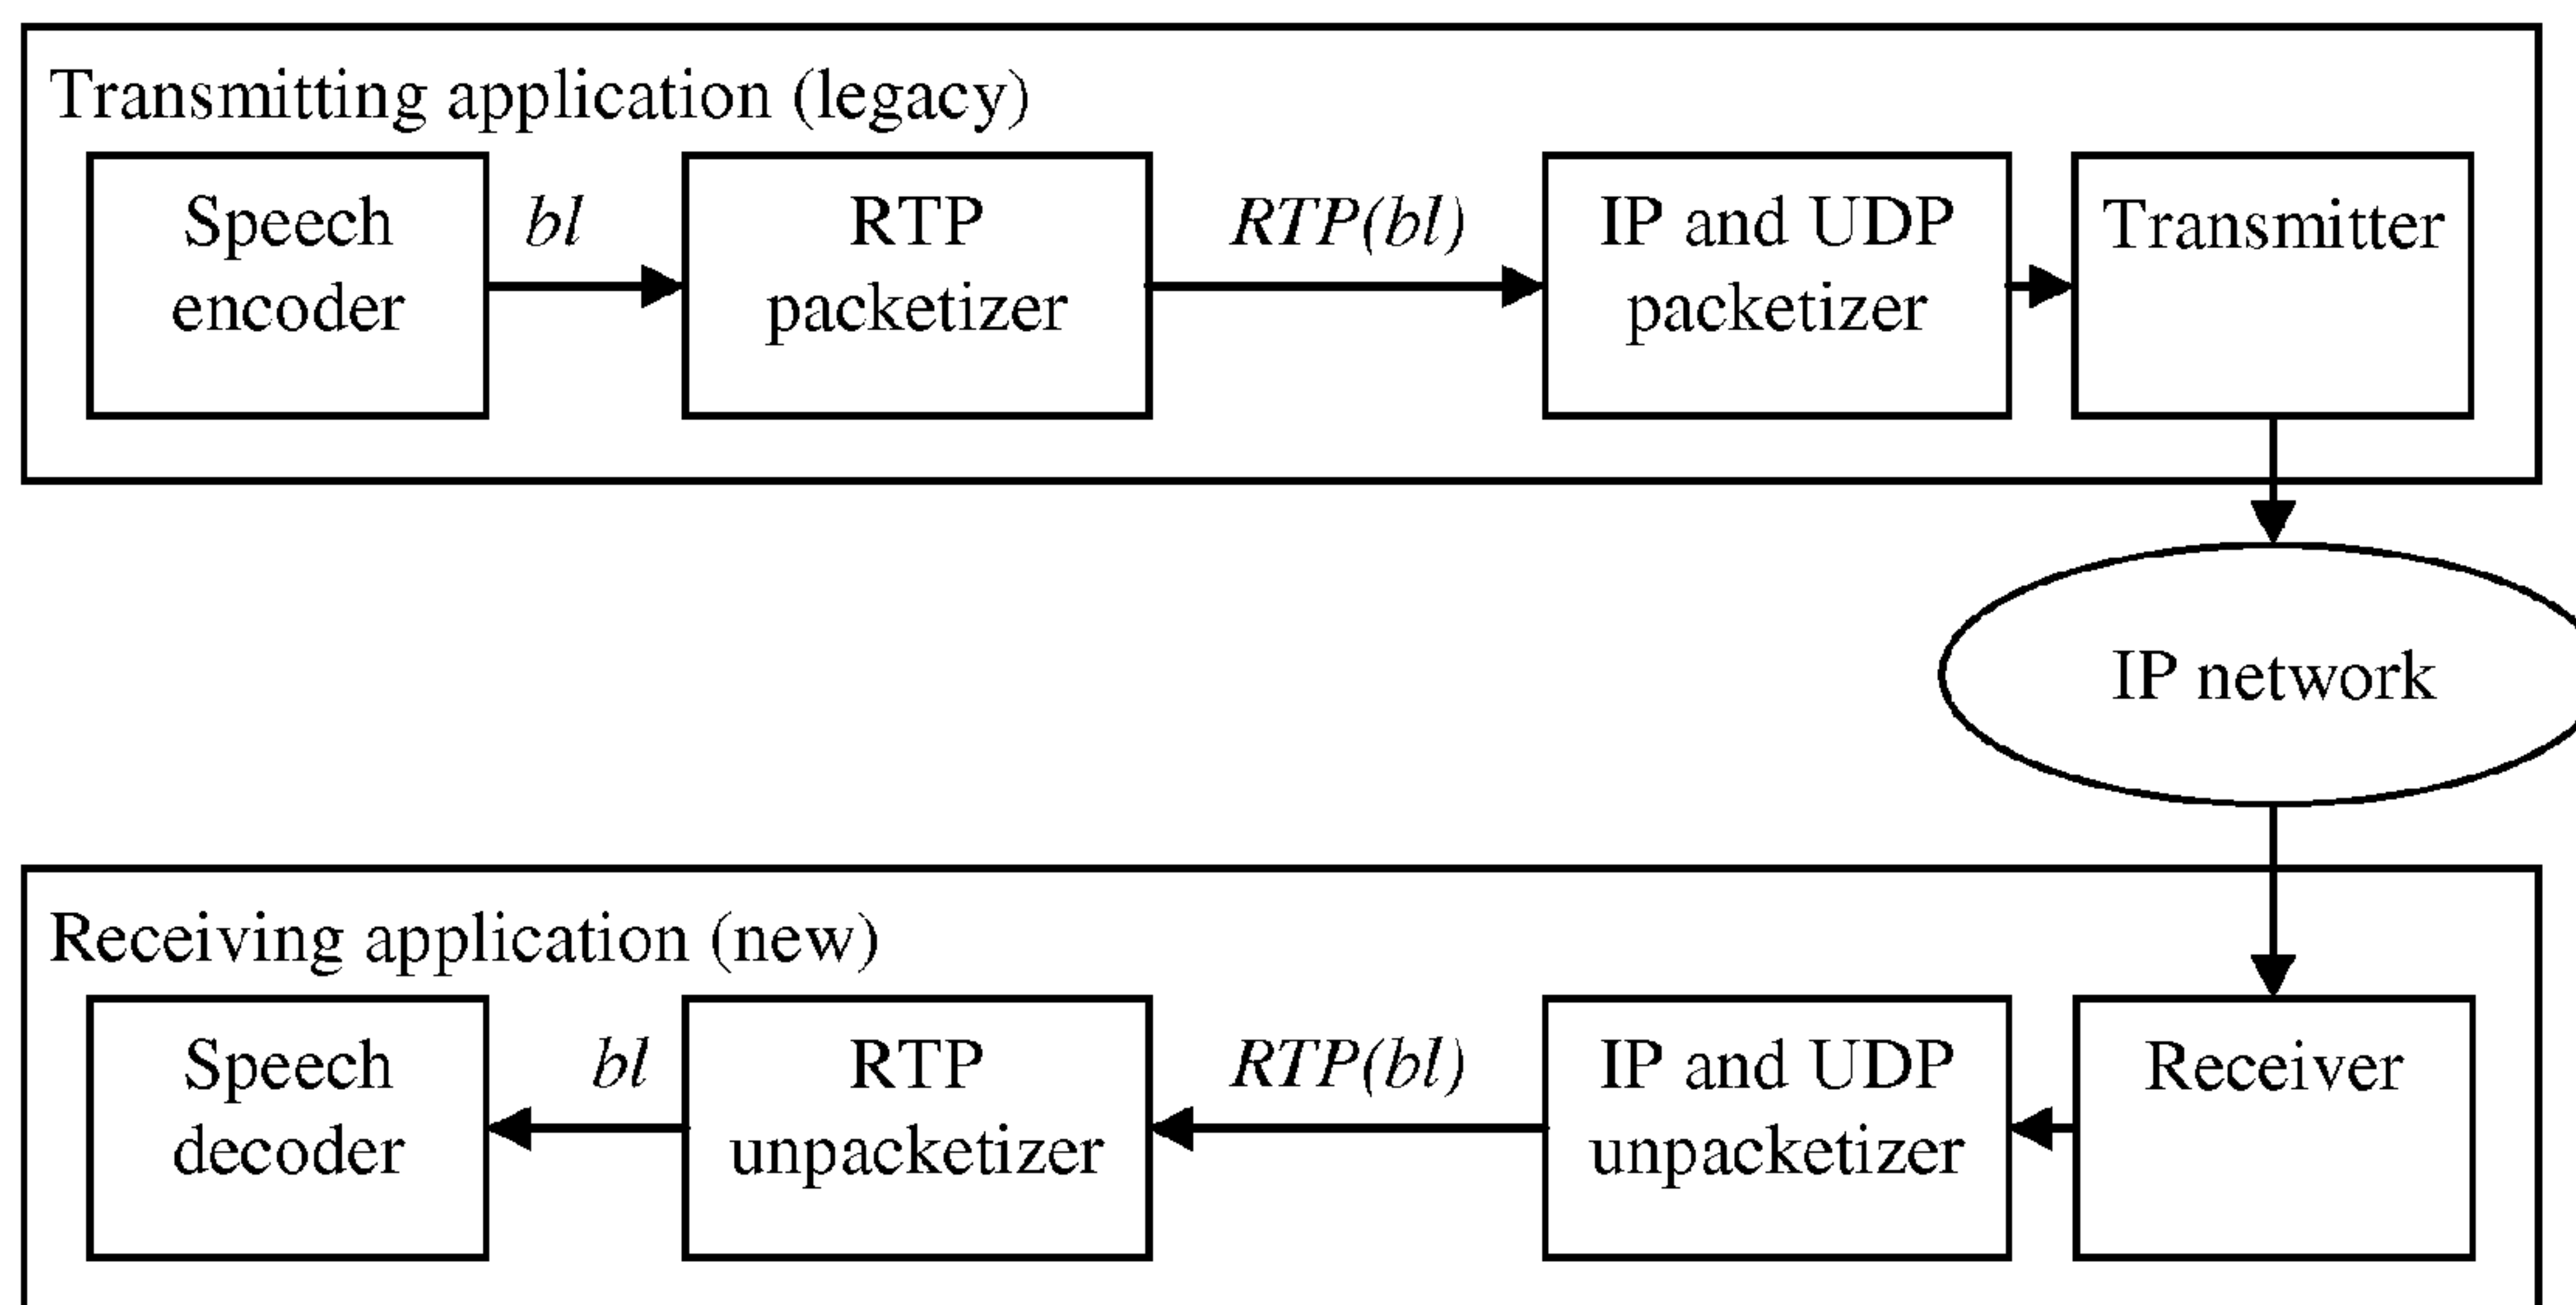 Transmitting application (legacy)
Speech
encoder
bl
RTP
packetizer
RTP(bl)
IP and UDP
packetizer
Transmitter
IP network
Receiving application (new)
Speech
decoder
bl
RTP
unpacketizer
RTP(bl)
IP and UDP
unpacketizer
Receiver